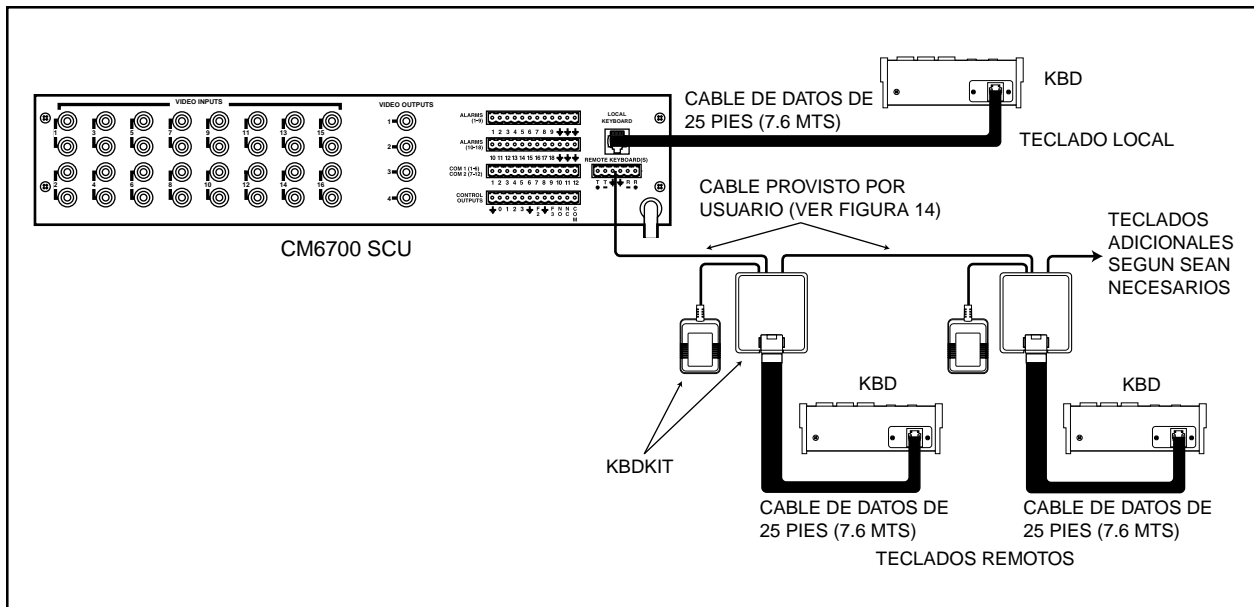 VIDEO INPUTS
1 3 5 7 9 11 13 15
2 4 6 8 10 12 14 16
VIDEO OUTPUTS
1
2
3
4
ALARMS
(1-9)
1 2 3 4 5 6 7 8 9
ALARMS
(10-18)
10 11 12 13 14 15 16 17 18
COM 1 (1-6)
COM 2 (7-12)
1 2 3 4 5 6 7 8 9 10 11 12
CONTROL
OUTPUTS
0 1 2 3 F2 F3 NO NC COM
LOCAL
KEYBOARD
REMOTE KEYBOARD(S)
T T R R
CM6700 SCU
KBD
CABLE DE DATOS DE
25 PIES (7.6 MTS)
TECLADO LOCAL
CABLE PROVISTO POR
USUARIO (VER FIGURA 14)
TECLADOS
ADICIONALES
SEGUN SEAN
NECESARIOS
KBDKIT
KBD
CABLE DE DATOS DE
25 PIES (7.6 MTS)
KBD
CABLE DE DATOS DE
25 PIES (7.6 MTS)
TECLADOS REMOTOS